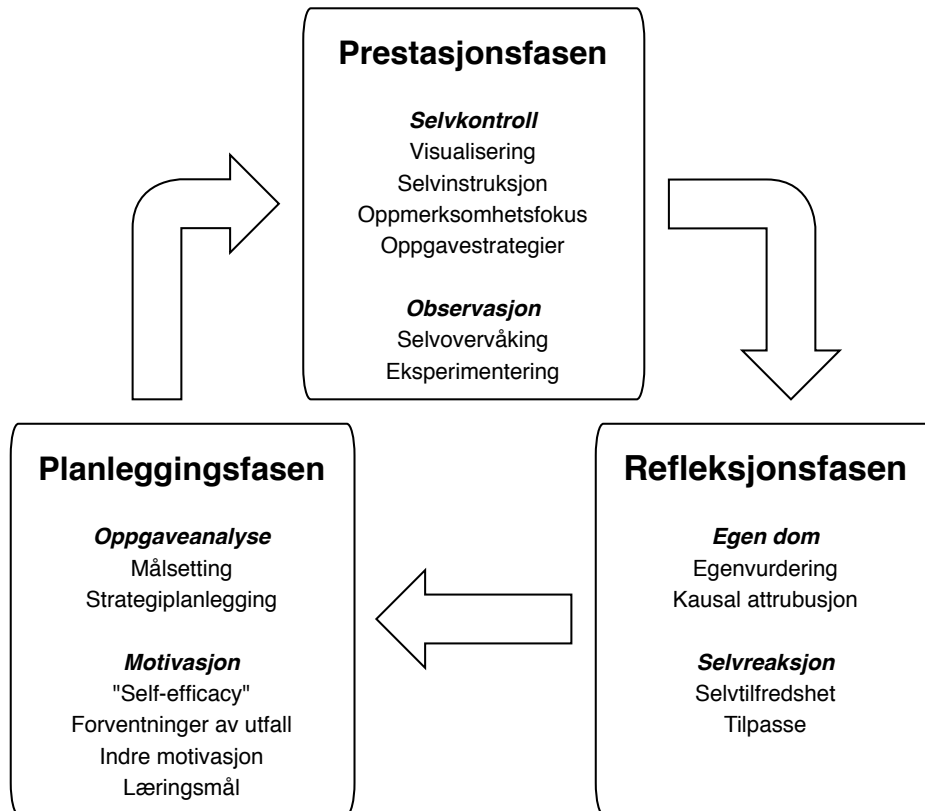 Prestasjonsfasen
Selvkontroll
Visualisering
Selvinstruksjon
Oppmerksomhetsfokus
Oppgavestrategier
Observasjon
Selvovervåking
Eksperimentering
Planleggingsfasen
Oppgaveanalyse
Målsetting
Strategiplanlegging
Motivasjon
"Self-efficacy"
Forventninger av utfall
Indre motivasjon
Læringsmål
Refleksjonsfasen
Egen dom
Egenvurdering
Kausal attrubusjon
Selvreaksjon
Selvtilfredshet
Tilpasse